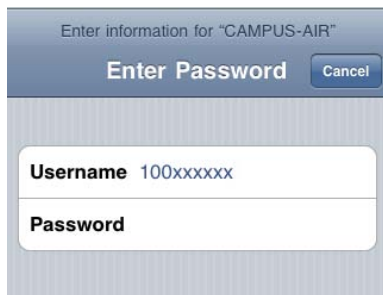 Enter information for “CAMPUS-AIR”
Enter Password Cancel
Username 100xxxxxx
Password